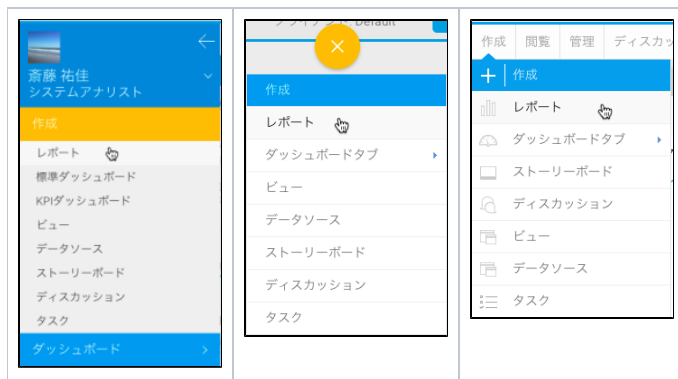 斎藤 祐佳
システムアナリスト
作成
レポート
標準ダッシュボード
KPIダッシュボード
ビュー
データソース
ストーリーボード
ディスカッション
タスク
ダッシュボード
Default
作成
レポート
ダッシュボードタブ
ビュー
データソース
ストーリーボード
ディスカッション
タスク
作成 閲覧 管理 ディスカッ
作成
レポート
ダッシュボードタブ
ストーリーボード
ディスカッション
ビュー
データソース
タスク